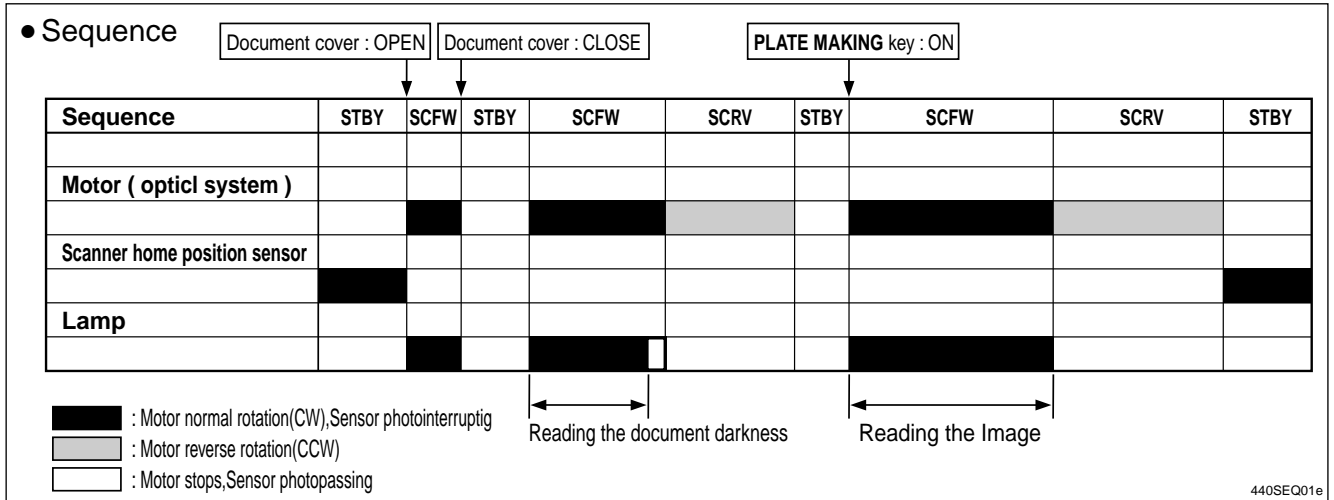 ● Sequence
Document cover : OPEN
Document cover : CLOSE
PLATE MAKING key : ON
Sequence STBY SCFW STBY SCFW SCRV STBY SCFW SCRV STBY
Motor ( opticl system )
Scanner home position sensor
Lamp
: Motor normal rotation(CW),Sensor photointerruptig
: Motor reverse rotation(CCW)
: Motor stops,Sensor photopassing
Reading the document darkness
Reading the Image
440SEQ01e